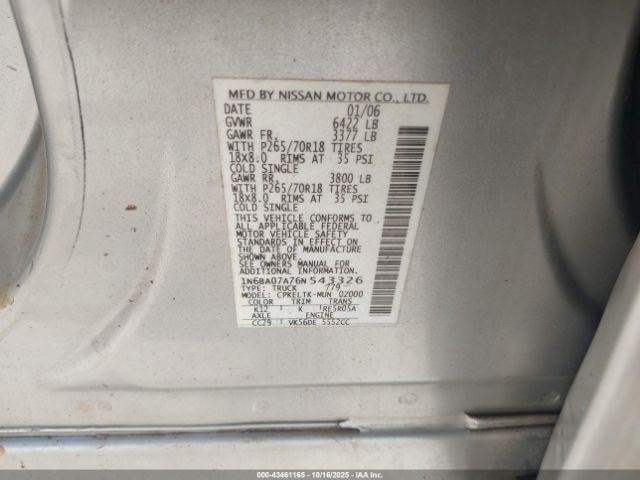 MFD BY NISSAN MOTOR CO., LTD.
DATE 01/06
GVWR 6422 LB
GAWR FR. 3377 LB
WITH P265/70R18 TIRES
18X8.0 RIMS AT 35 PSI
COLD SINGLE
GAWR RR. 3800 LB
WITH P265/70R18 TIRES
18X8.0 RIMS AT 35 PSI
COLD SINGLE
THIS VEHICLE CONFORMS TO
ALL APPLICABLE FEDERAL
MOTOR VEHICLE SAFETY
STANDARDS IN EFFECT ON
THE DATE OF MANUFACTURE
SHOWN ABOVE.
SEE OWNERS MANUAL FOR
ADDITIONAL INFORMATION!
1N6BA07A76N543326
TYPE: TRUCK 779
MODEL: CPKELTK-MUN 02000
COLOR TRIM TRANS
K12 K RE5R05A
AXLE ENGINE
CC29 VK56DE 5552CC
000-43461165 | 10/16/2025 | © IAA Inc.